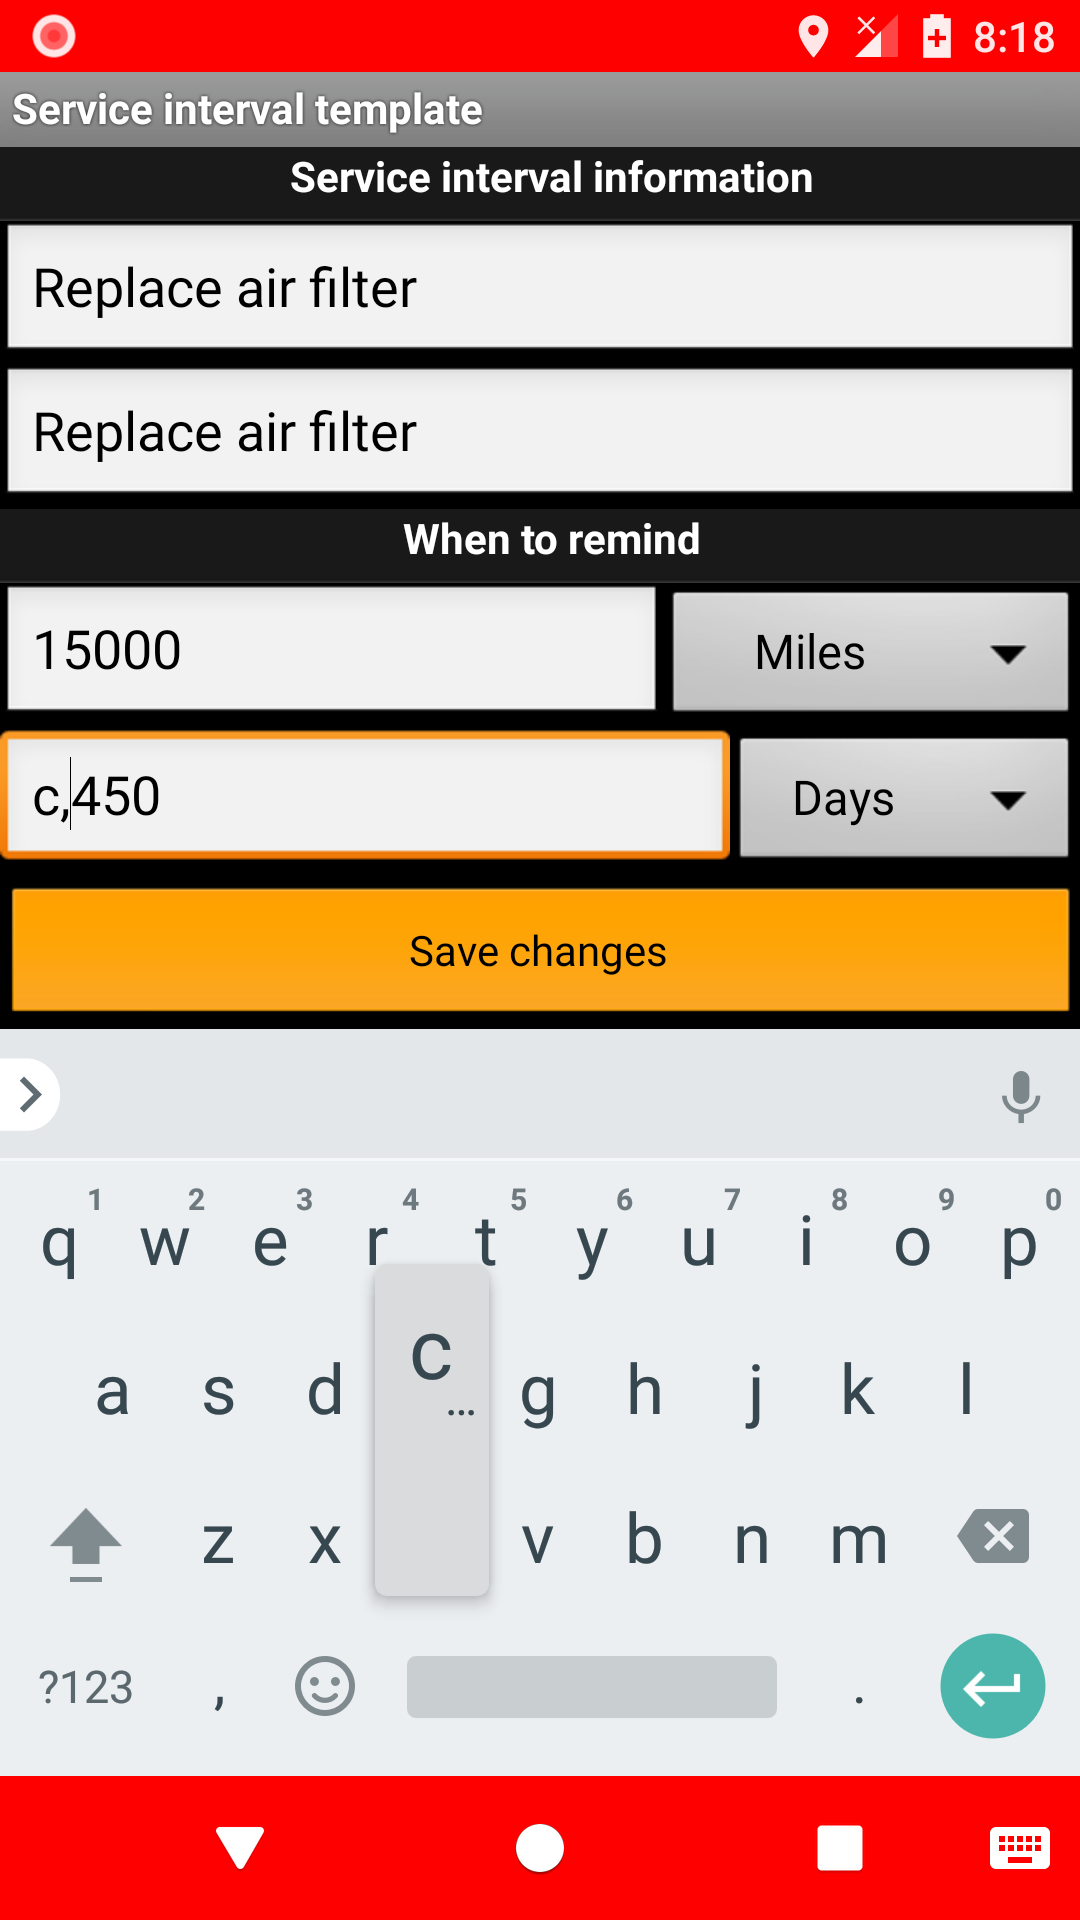 8:18
Service interval template
Service interval information
Replace air filter
Replace air filter
When to remind
15000 Miles
c,450 Days
Save changes
1 2 3 4 5 6 7 8 9 0
q w e r t y u i o p
c
...
a s d g h j k l
z x v b n m
?123 , .